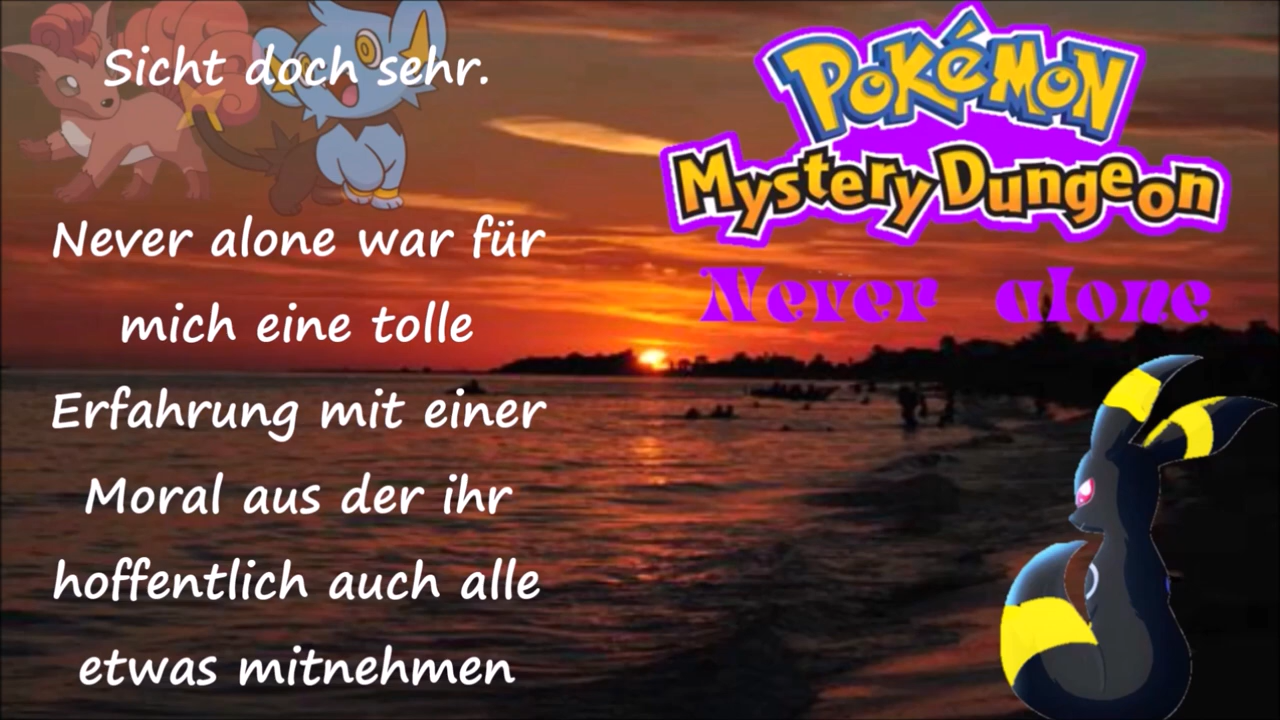 Sicht doch sehr.
Never alone war für
mich eine tolle
Erfahrung mit einer
Moral aus der ihr
hoffentlich auch alle
etwas mitnehmen
POKéMON
Mystery Dungeon
Never alone